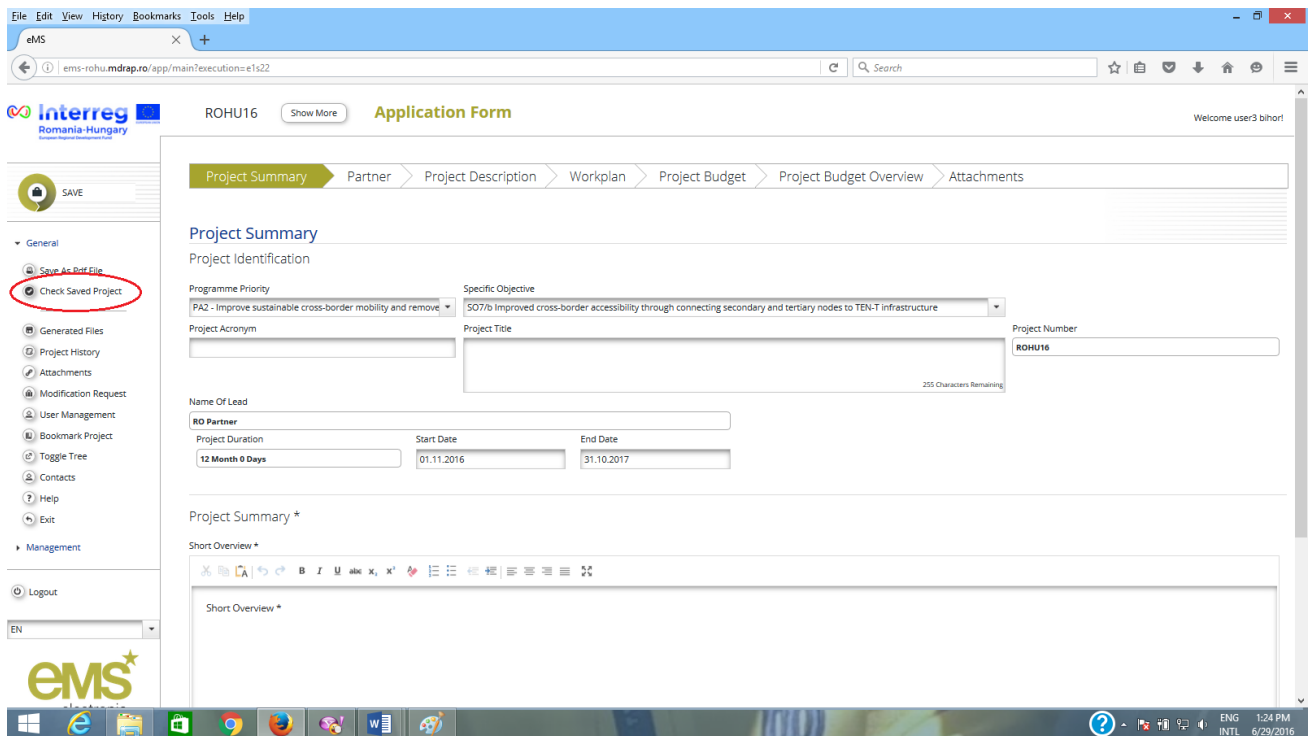 File Edit View History Bookmarks Tools Help
eMS
ems-rohu.mdrap.ro/app/main?execution=e1s22
Search
Interreg
Romania-Hungary
European Regional Development Fund
ROHU16
Show More
Application Form
Welcome user3 bihor!
SAVE
Project Summary Partner Project Description Workplan Project Budget Project Budget Overview Attachments
General
Save As Pdf File
Check Saved Project
Generated Files
Project History
Attachments
Modification Request
User Management
Bookmark Project
Toggle Tree
Contacts
Help
Exit
Management
Logout
EN
eMS
Project Summary
Project Identification
Programme Priority Specific Objective
PA2 - Improve sustainable cross-border mobility and remove SO7/b Improved cross-border accessibility through connecting secondary and tertiary nodes to TEN-T infrastructure
Project Acronym Project Title Project Number
ROHU16
255 Characters Remaining
Name Of Lead
RO Partner
Project Duration Start Date End Date
12 Month 0 Days 01.11.2016 31.10.2017
Project Summary *
Short Overview *
B I U abc x, x'
Short Overview *
ENG 1:24 PM
INTL 6/29/2016